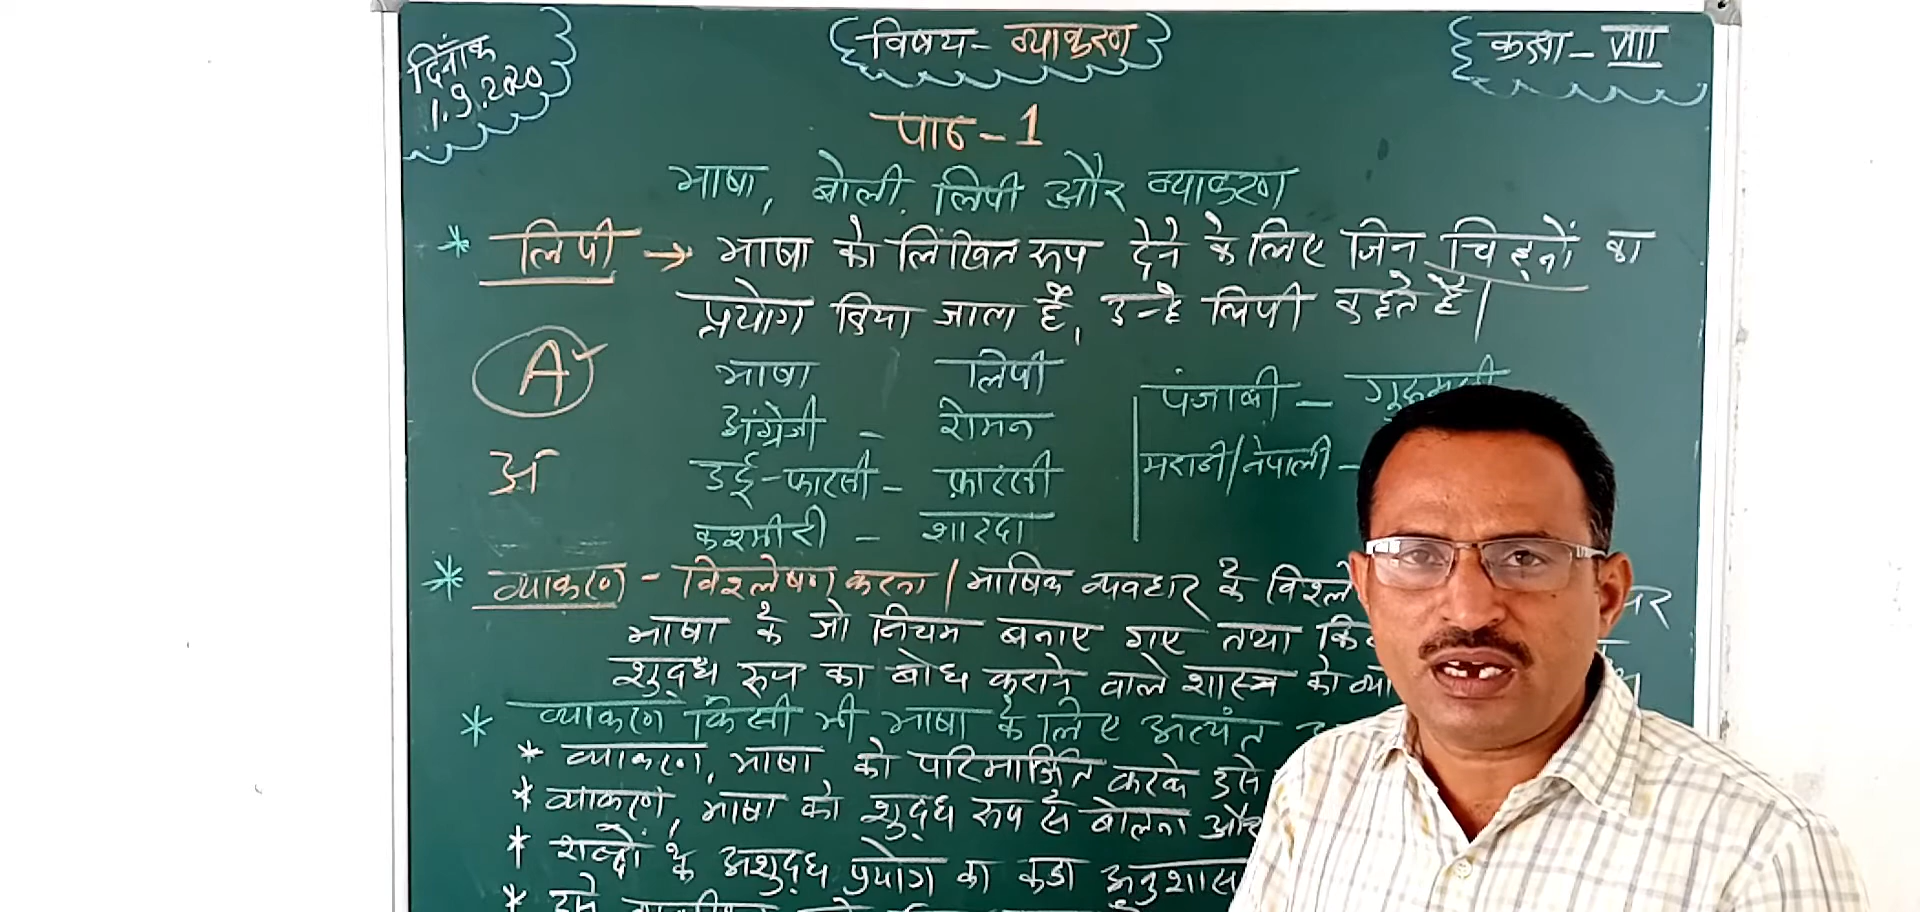 दिनाँक
1.9.2020
विषय - व्याकरण
कक्षा - VIII
पाठ - 1
भाषा, बोली, लिपी और व्याकरण
* लिपी → भाषा को लिखित रूप देने के लिए जिन चिह्नों का
प्रयोग किया जाता है, उन्हे लिपी कहते है|
A
अ
भाषा लिपी
अंग्रेजी - रोमन
उर्दू-फारसी - फ़ारसी
कश्मीरी - शारदा
पंजाबी -
मराठी/नेपाली -
* व्याकरण - विश्लेषण करना | भाषिक व्यवहार के
भाषा के जो नियम बनाए गए तथा
शुद्ध रूप का बोध कराने वाले शास्त्र को
* व्याकरण किसी भी भाषा के लिए अत्यंत
* व्याकरण, भाषा को परिमार्जित करके उसे
* व्याकरण, भाषा को शुद्ध रूप से बोलना और
* शब्दों के अशुद्ध प्रयोग का कडा
* इसे